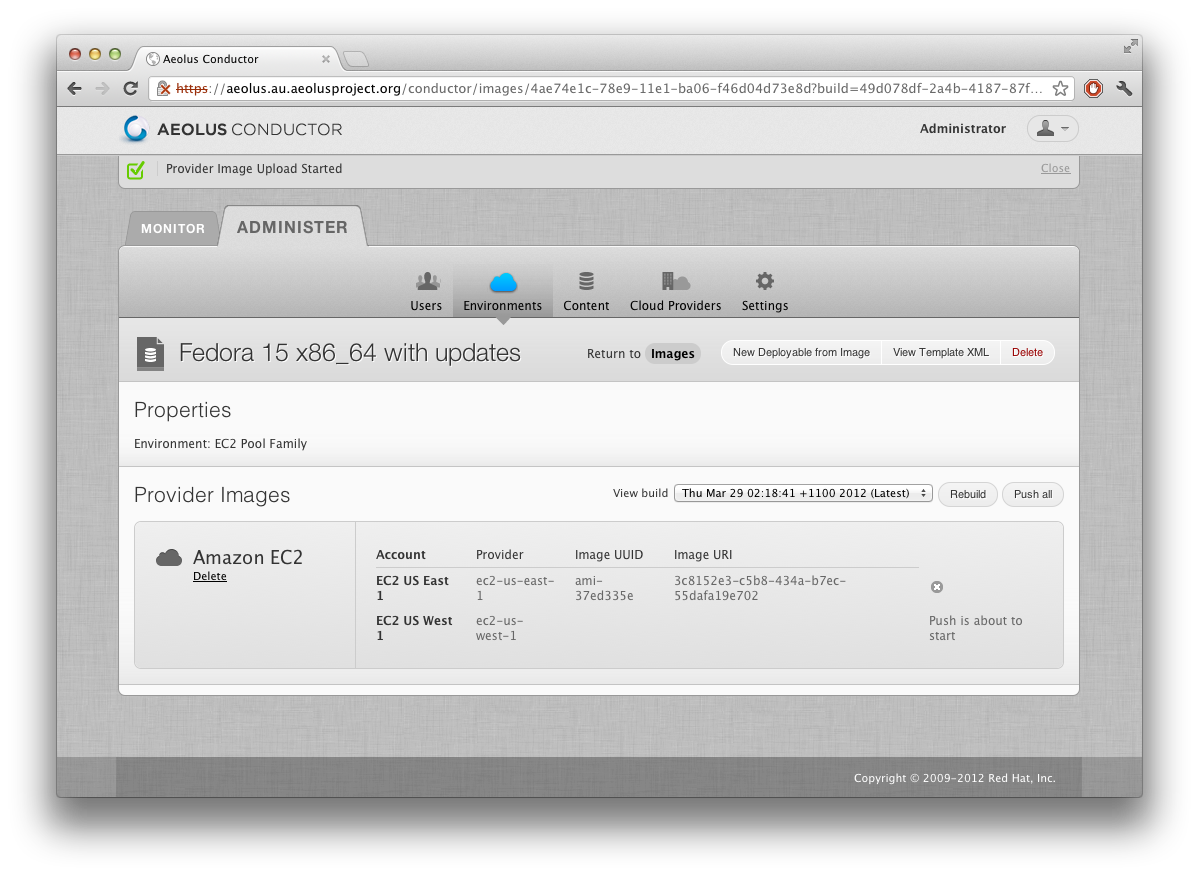 Aeolus Conductor
https://aeolus.au.aeolusproject.org/conductor/images/4ae74e1c-78e9-11e1-ba06-f46d04d73e8d?build=49d078df-2a4b-4187-87f...
AEOLUS CONDUCTOR
Administrator
Provider Image Upload Started
Close
MONITOR
ADMINISTER
Users
Environments
Content
Cloud Providers
Settings
Fedora 15 x86_64 with updates
Return to Images
New Deployable from Image
View Template XML
Delete
Properties
Environment: EC2 Pool Family
Provider Images
View build
Thu Mar 29 02:18:41 +1100 2012 (Latest)
Rebuild
Push all
Amazon EC2
Delete
Account Provider Image UUID Image URI
EC2 US East ec2-us-east- ami- 3c8152e3-c5b8-434a-b7ec-
1 1 37ed335e 55dafa19e702
EC2 US West ec2-us- Push is about to
1 west-1 start
Copyright © 2009-2012 Red Hat, Inc.